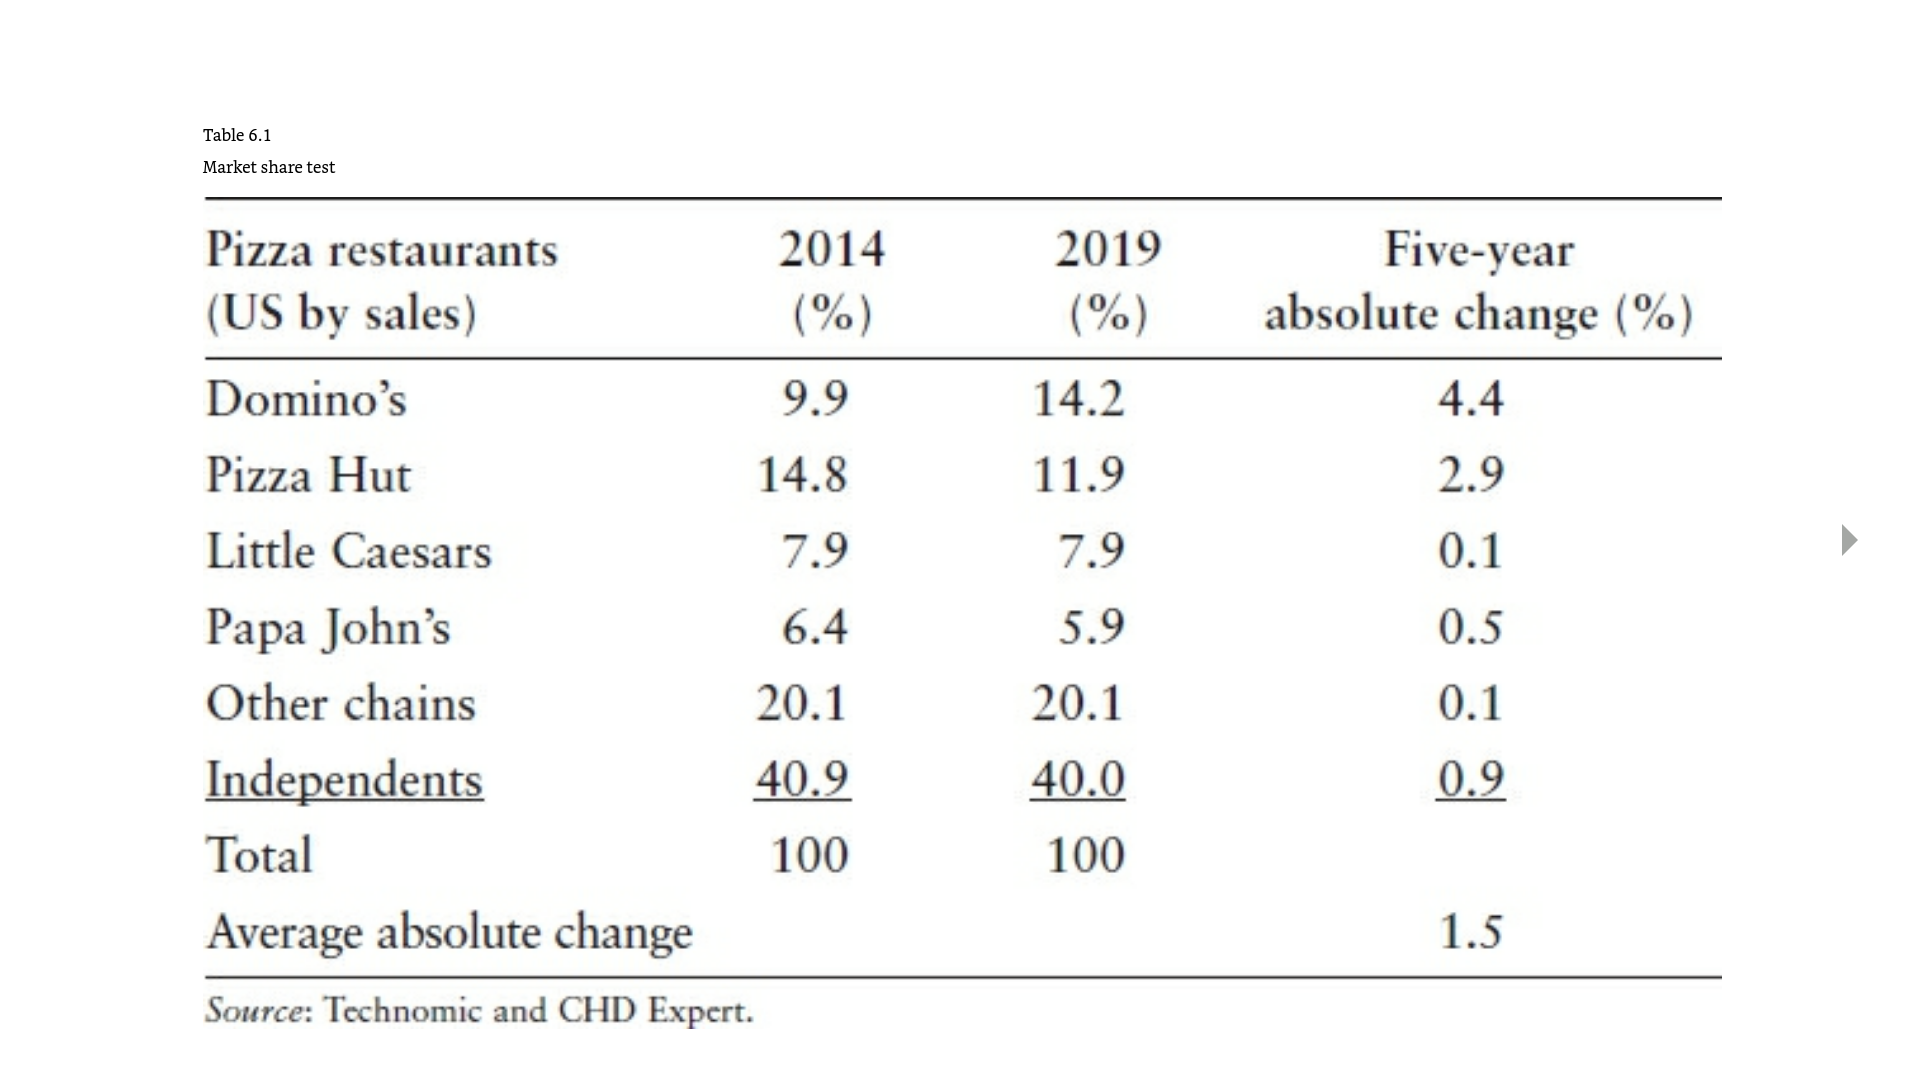 Table 6.1
Market share test
Pizza restaurants 2014 2019 Five-year
(US by sales) (%) (%) absolute change (%)
Domino’s 9.9 14.2 4.4
Pizza Hut 14.8 11.9 2.9
Little Caesars 7.9 7.9 0.1
Papa John’s 6.4 5.9 0.5
Other chains 20.1 20.1 0.1
Independents 40.9 40.0 0.9
Total 100 100
Average absolute change 1.5
Source: Technomic and CHD Expert.